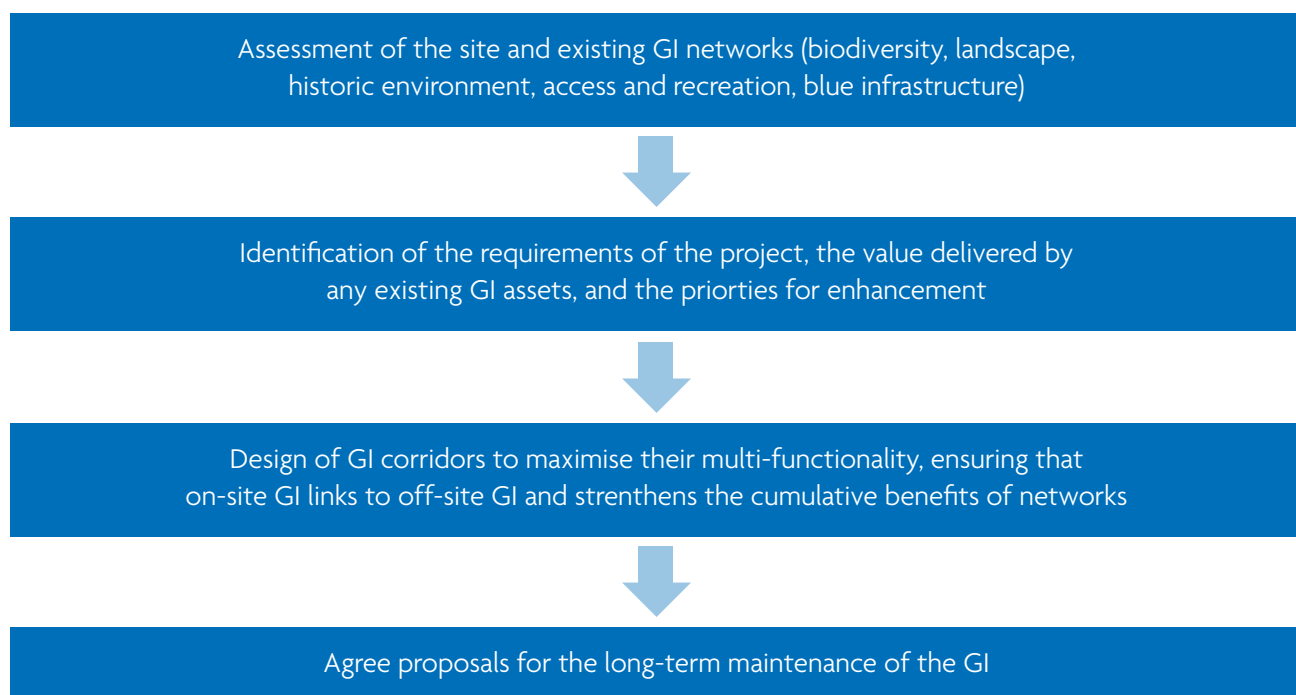 Assessment of the site and existing GI networks (biodiversity, landscape,
historic environment, access and recreation, blue infrastructure)
Identification of the requirements of the project, the value delivered by
any existing GI assets, and the priorties for enhancement
Design of GI corridors to maximise their multi-functionality, ensuring that
on-site GI links to off-site GI and strenthens the cumulative benefits of networks
Agree proposals for the long-term maintenance of the GI